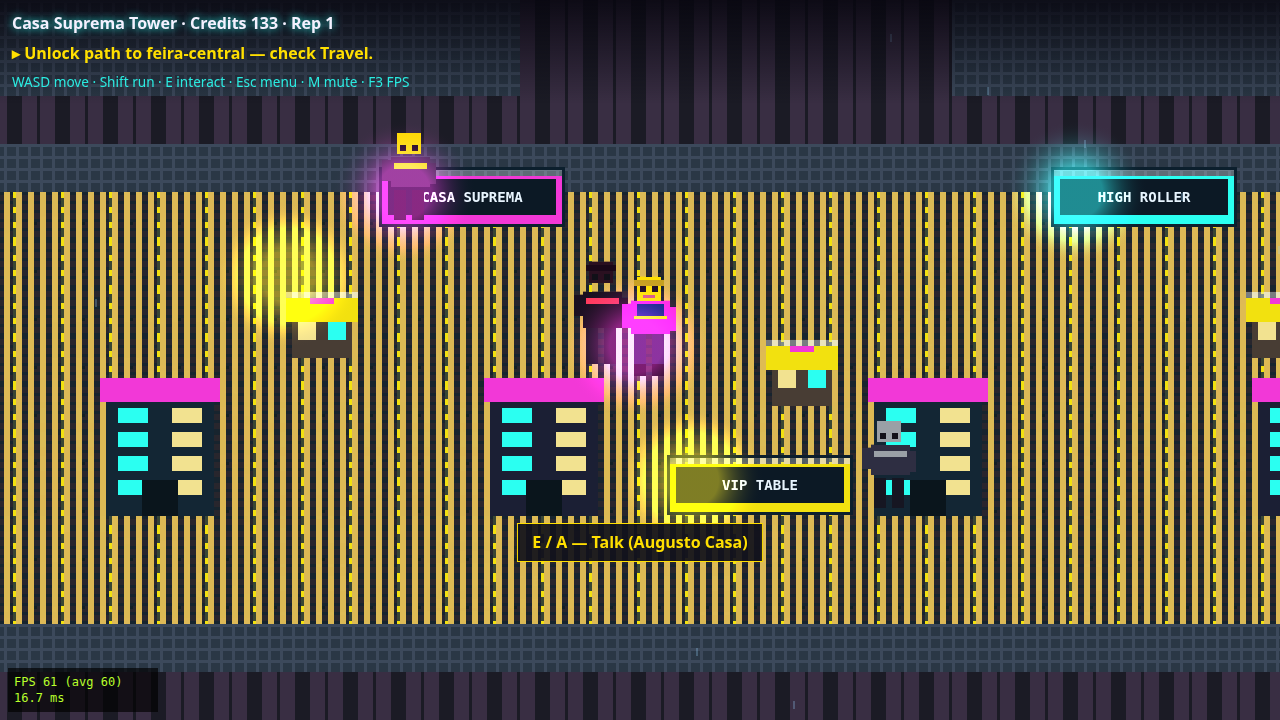 Casa Suprema Tower · Credits 133 · Rep 1
▸ Unlock path to feira-central — check Travel.
WASD move · Shift run · E interact · Esc menu · M mute · F3 FPS
CASA SUPREMA
HIGH ROLLER
VIP TABLE
E / A — Talk (Augusto Casa)
FPS 61 (avg 60)
16.7 ms